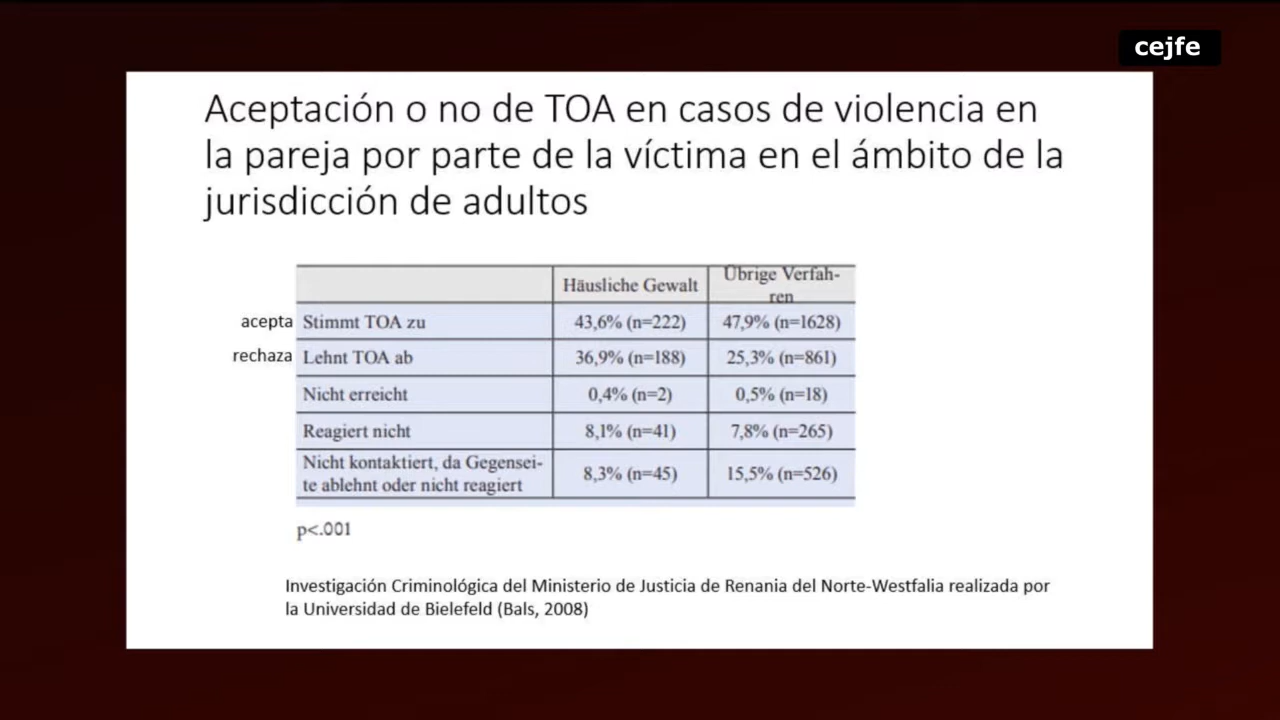 cejfe
Aceptación o no de TOA en casos de violencia en
la pareja por parte de la víctima en el ámbito de la
jurisdicción de adultos
Häusliche Gewalt
Übrige Verfah-
ren
acepta Stimmt TOA zu 43,6% (n=222) 47,9% (n=1628)
rechaza Lehnt TOA ab 36,9% (n=188) 25,3% (n=861)
Nicht erreicht 0,4% (n=2) 0,5% (n=18)
Reagiert nicht 8,1% (n=41) 7,8% (n=265)
Nicht kontaktiert, da Gegensei-
te ablehnt oder nicht reagiert 8,3% (n=45) 15,5% (n=526)
p<.001
Investigación Criminológica del Ministerio de Justicia de Renania del Norte-Westfalia realizada por
la Universidad de Bielefeld (Bals, 2008)